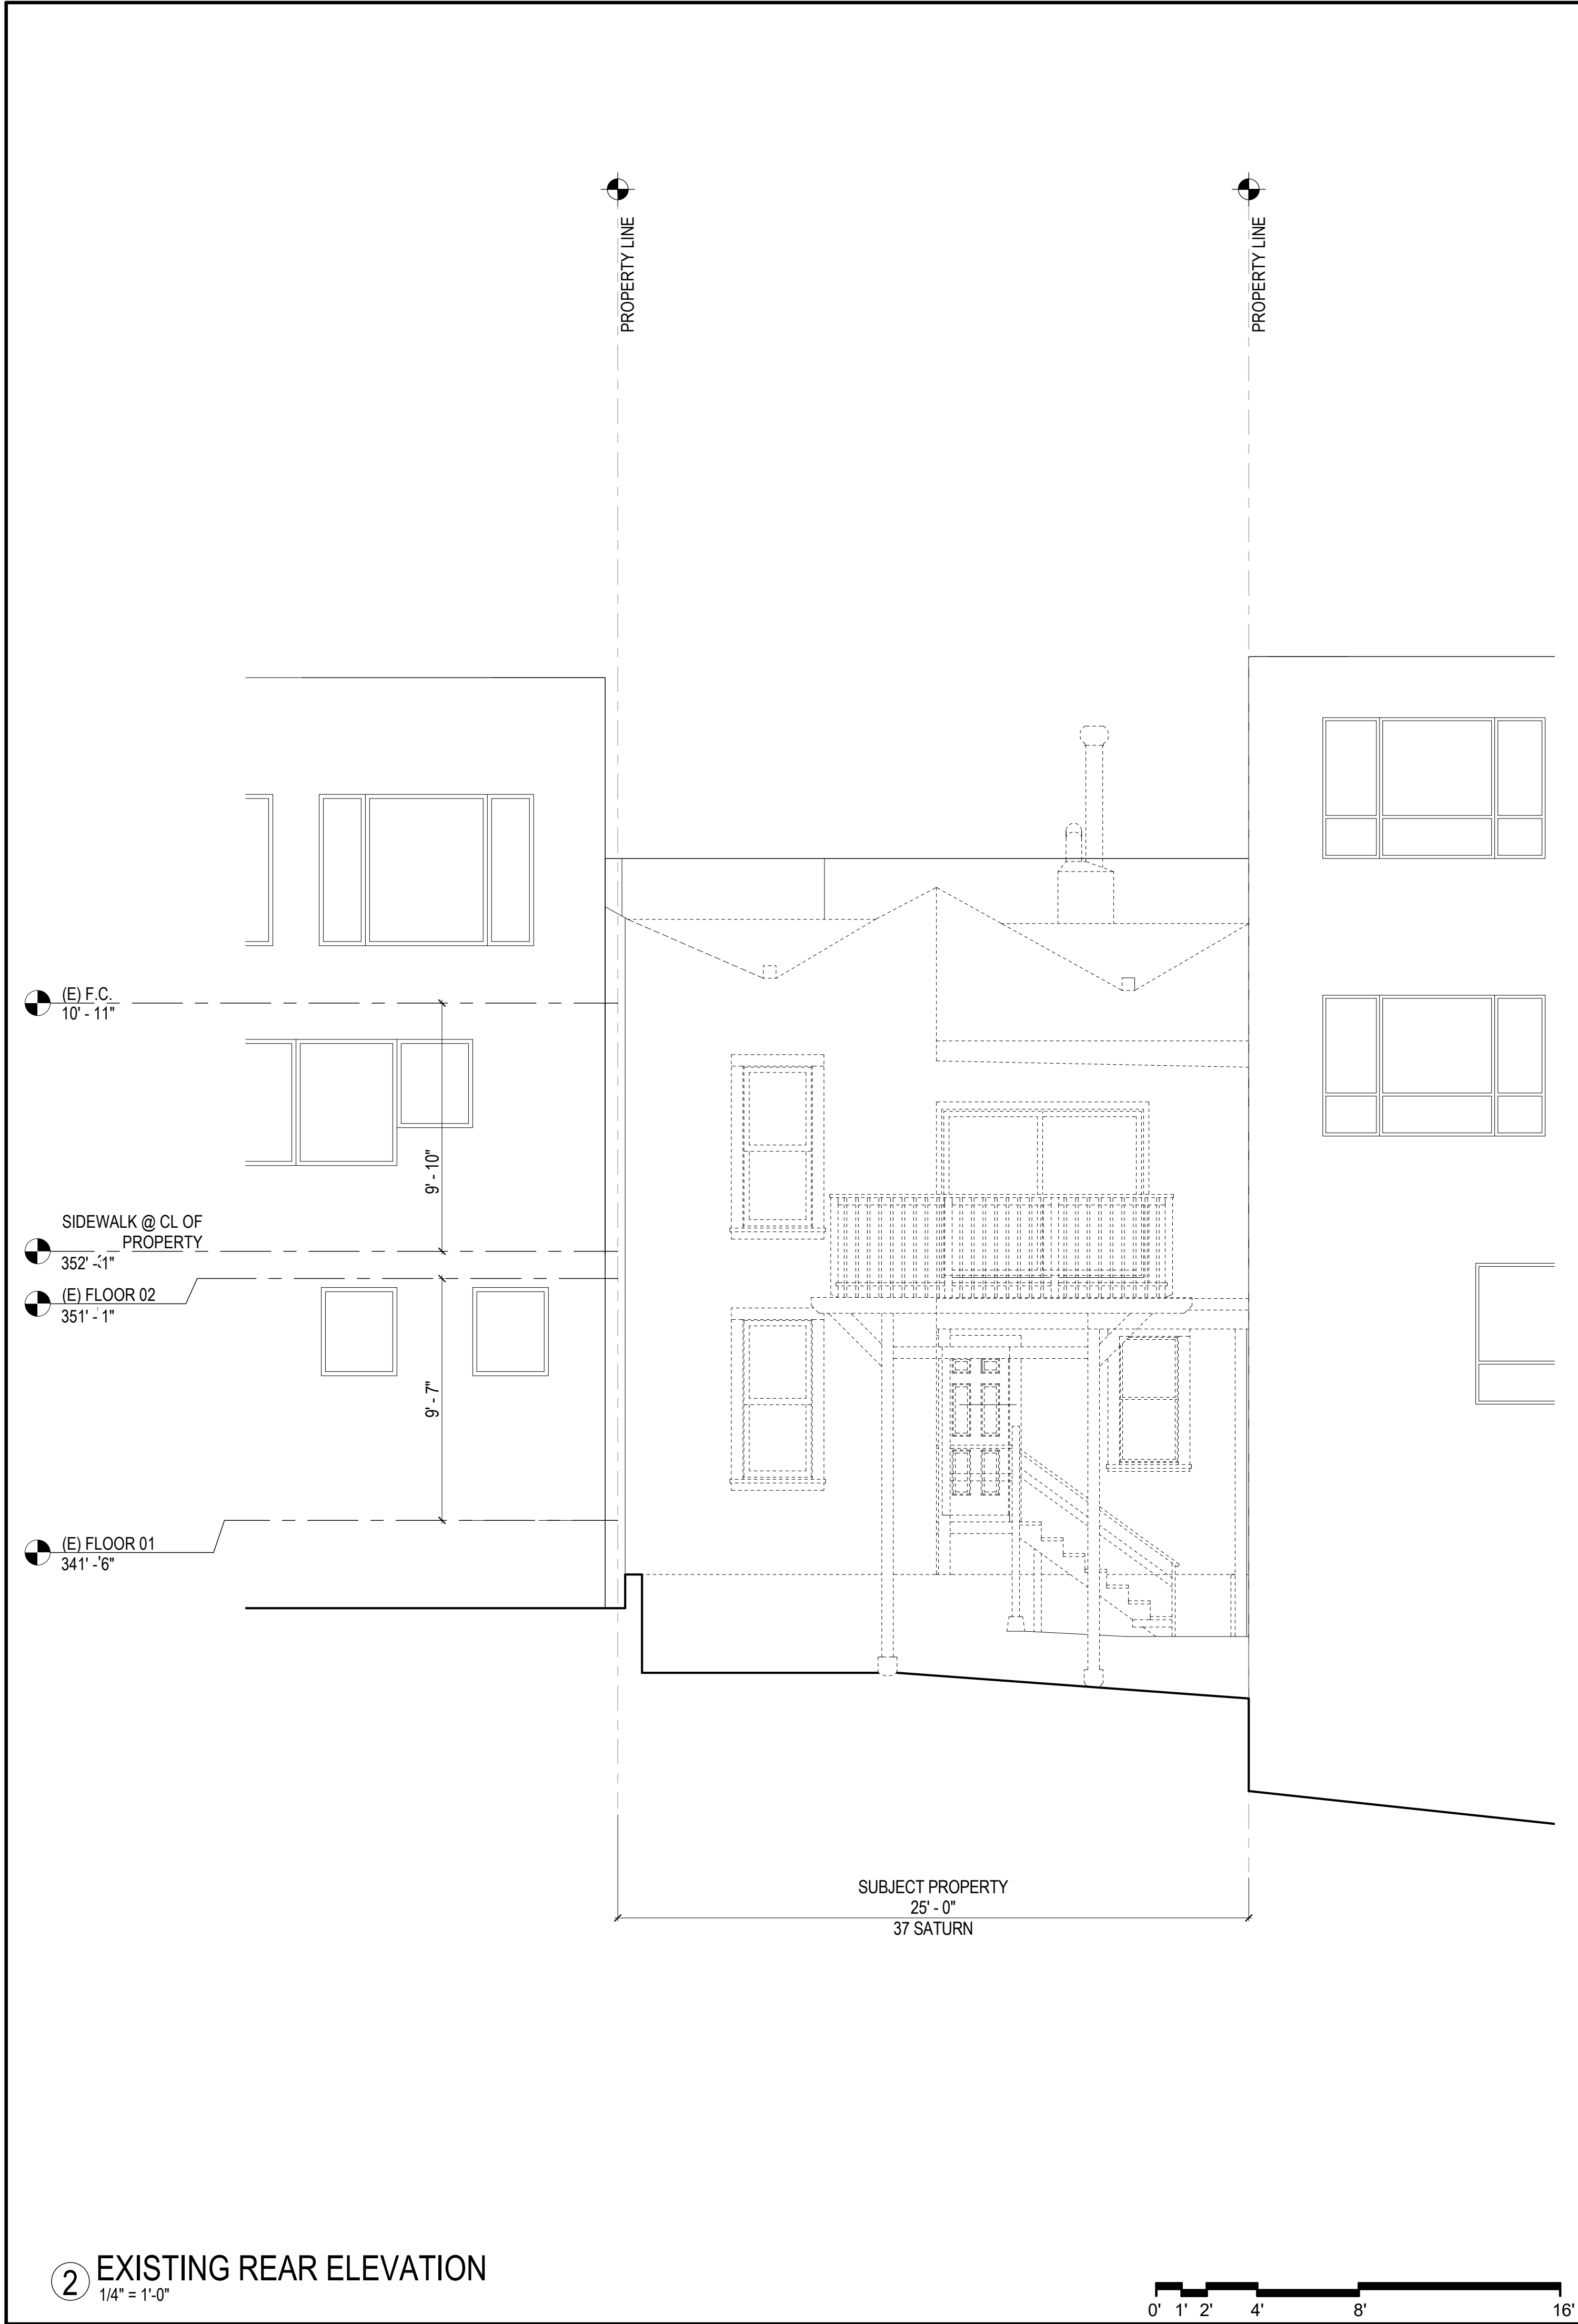 PROPERTY LINE
PROPERTY LINE
(E) F.C.
10' - 11"
9' - 10"
SIDEWALK @ CL OF
PROPERTY
352' - 1"
(E) FLOOR 02
351' - 1"
9' - 7"
(E) FLOOR 01
341' - 6"
SUBJECT PROPERTY
25' - 0"
37 SATURN
2
EXISTING REAR ELEVATION
1/4" = 1'-0"
0' 1' 2' 4' 8' 16'